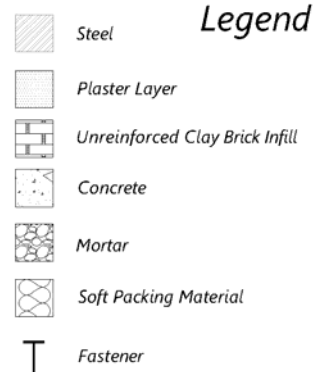 Legend
Steel
Plaster Layer
Unreinforced Clay Brick Infill
Concrete
Mortar
Soft Packing Material
Fastener